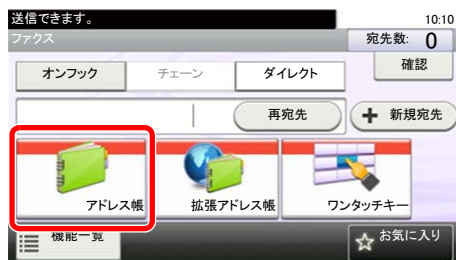 送信できます。 10:10
ファクス 宛先数: 0
オンフック チェーン ダイレクト 確認
再宛先 新規宛先
アドレス帳 拡張アドレス帳 ワンタッチキー
機能一覧 お気に入り